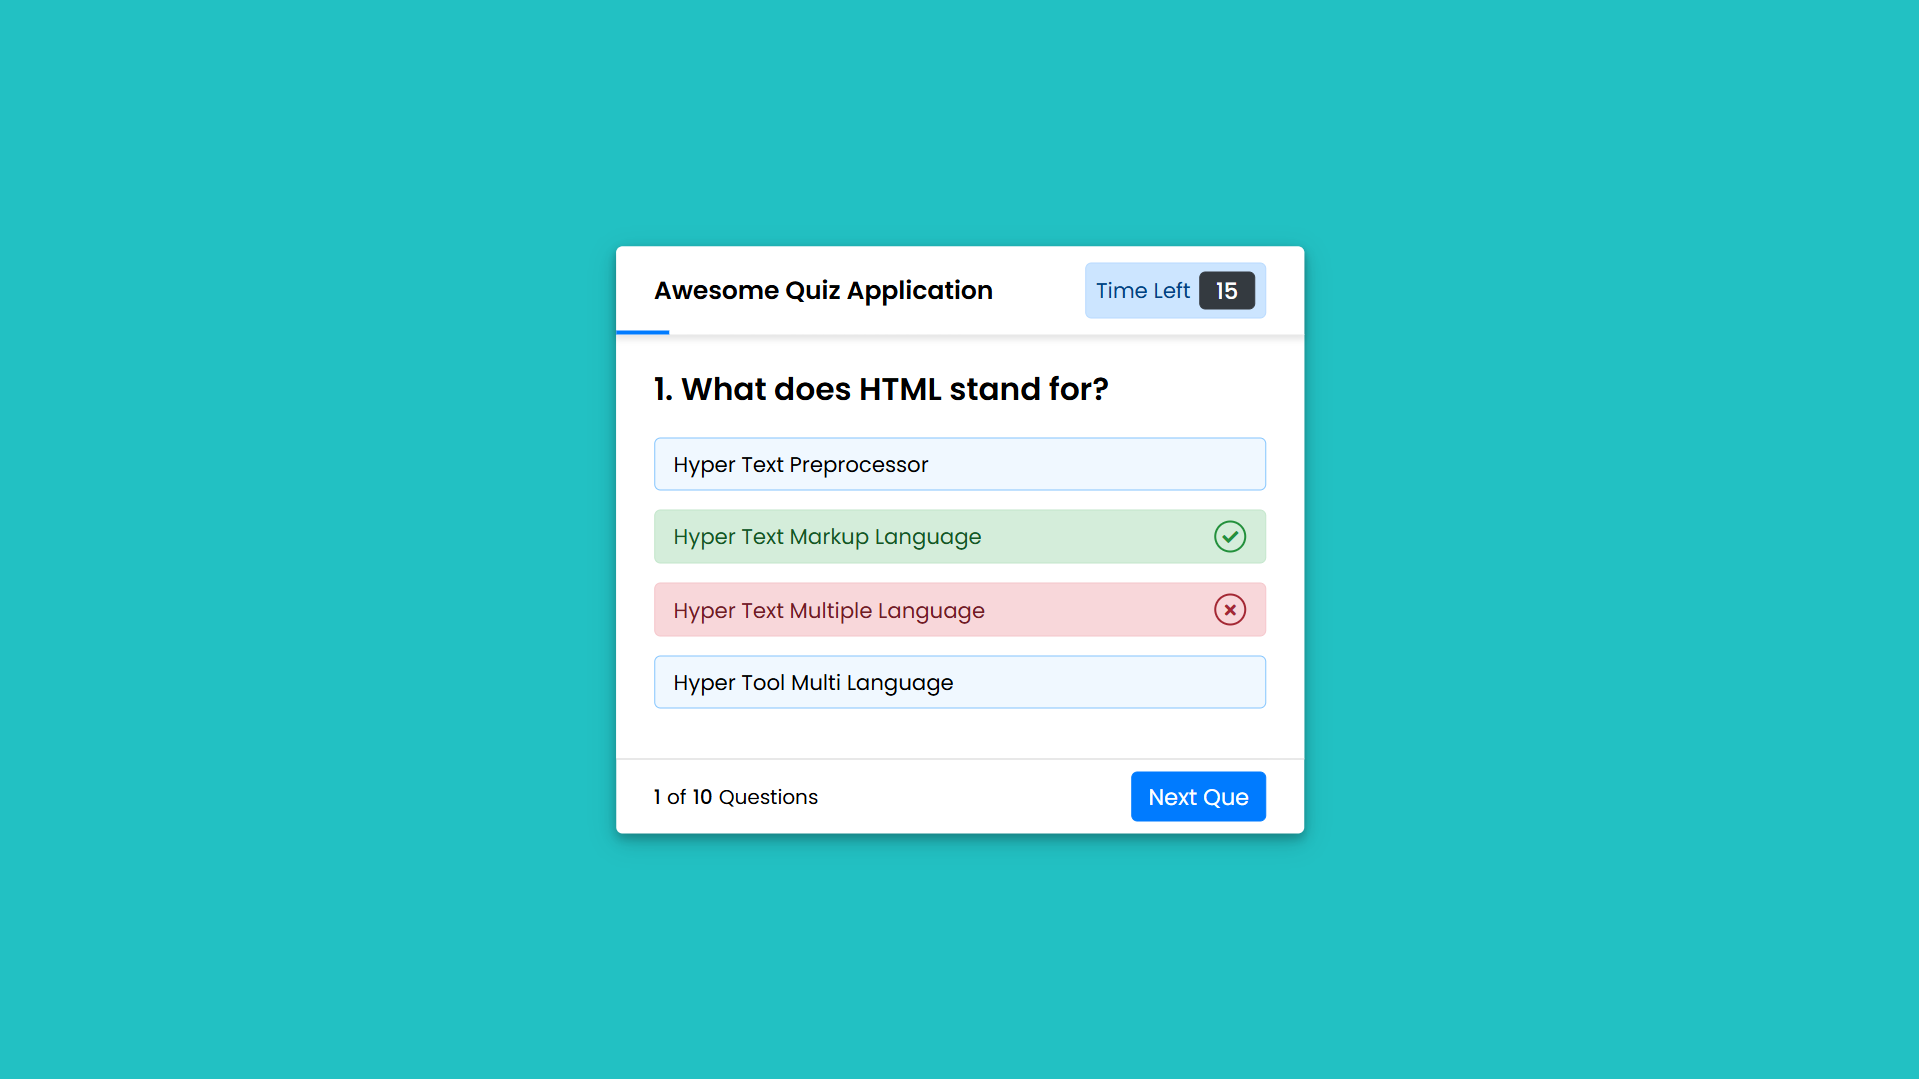 Awesome Quiz Application
Time Left 15
1. What does HTML stand for?
Hyper Text Preprocessor
Hyper Text Markup Language
Hyper Text Multiple Language
Hyper Tool Multi Language
1 of 10 Questions
Next Que